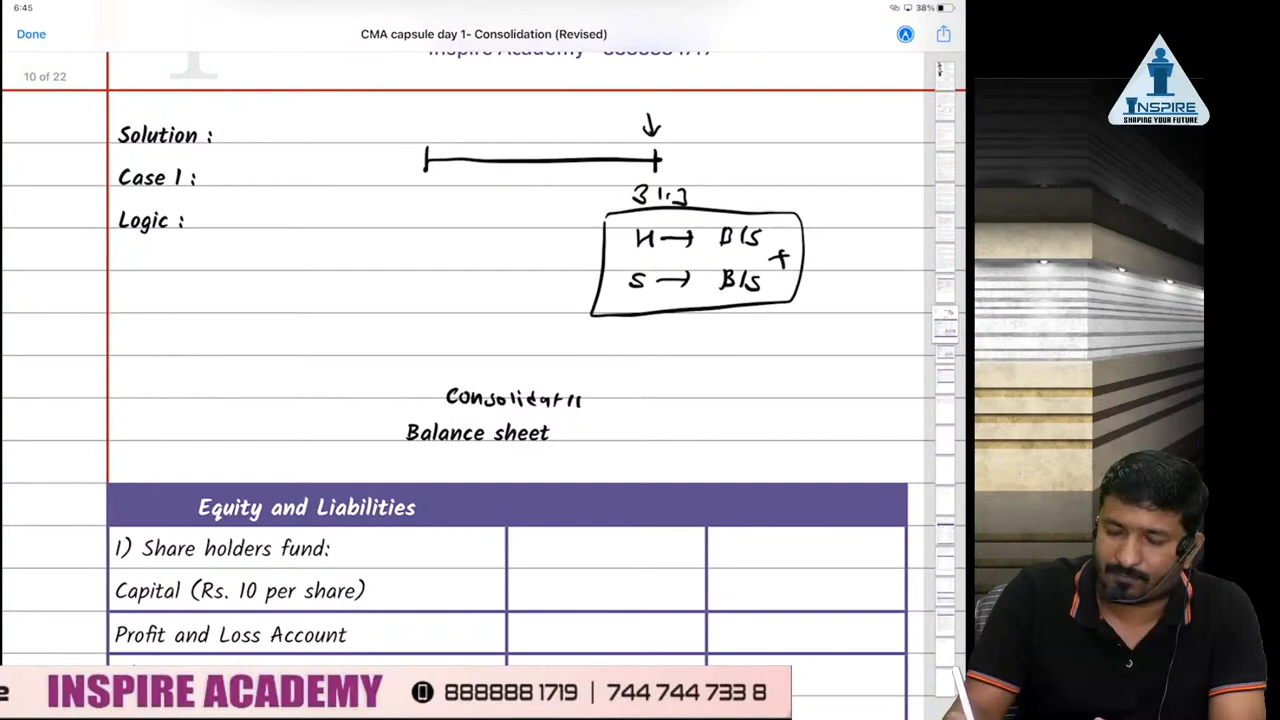 6:45
38%
Done
CMA capsule day 1- Consolidation (Revised)
Inspire Academy
10 of 22
INSPIRE
SHAPING YOUR FUTURE
Solution :
Case 1 :
Logic :
31.3
H → B/S
+
S → B/S
Consolidat
Balance sheet
Equity and Liabilities
1) Share holders fund:
Capital (Rs. 10 per share)
Profit and Loss Account
e INSPIRE ACADEMY 888888 1719 | 744 744 733 8